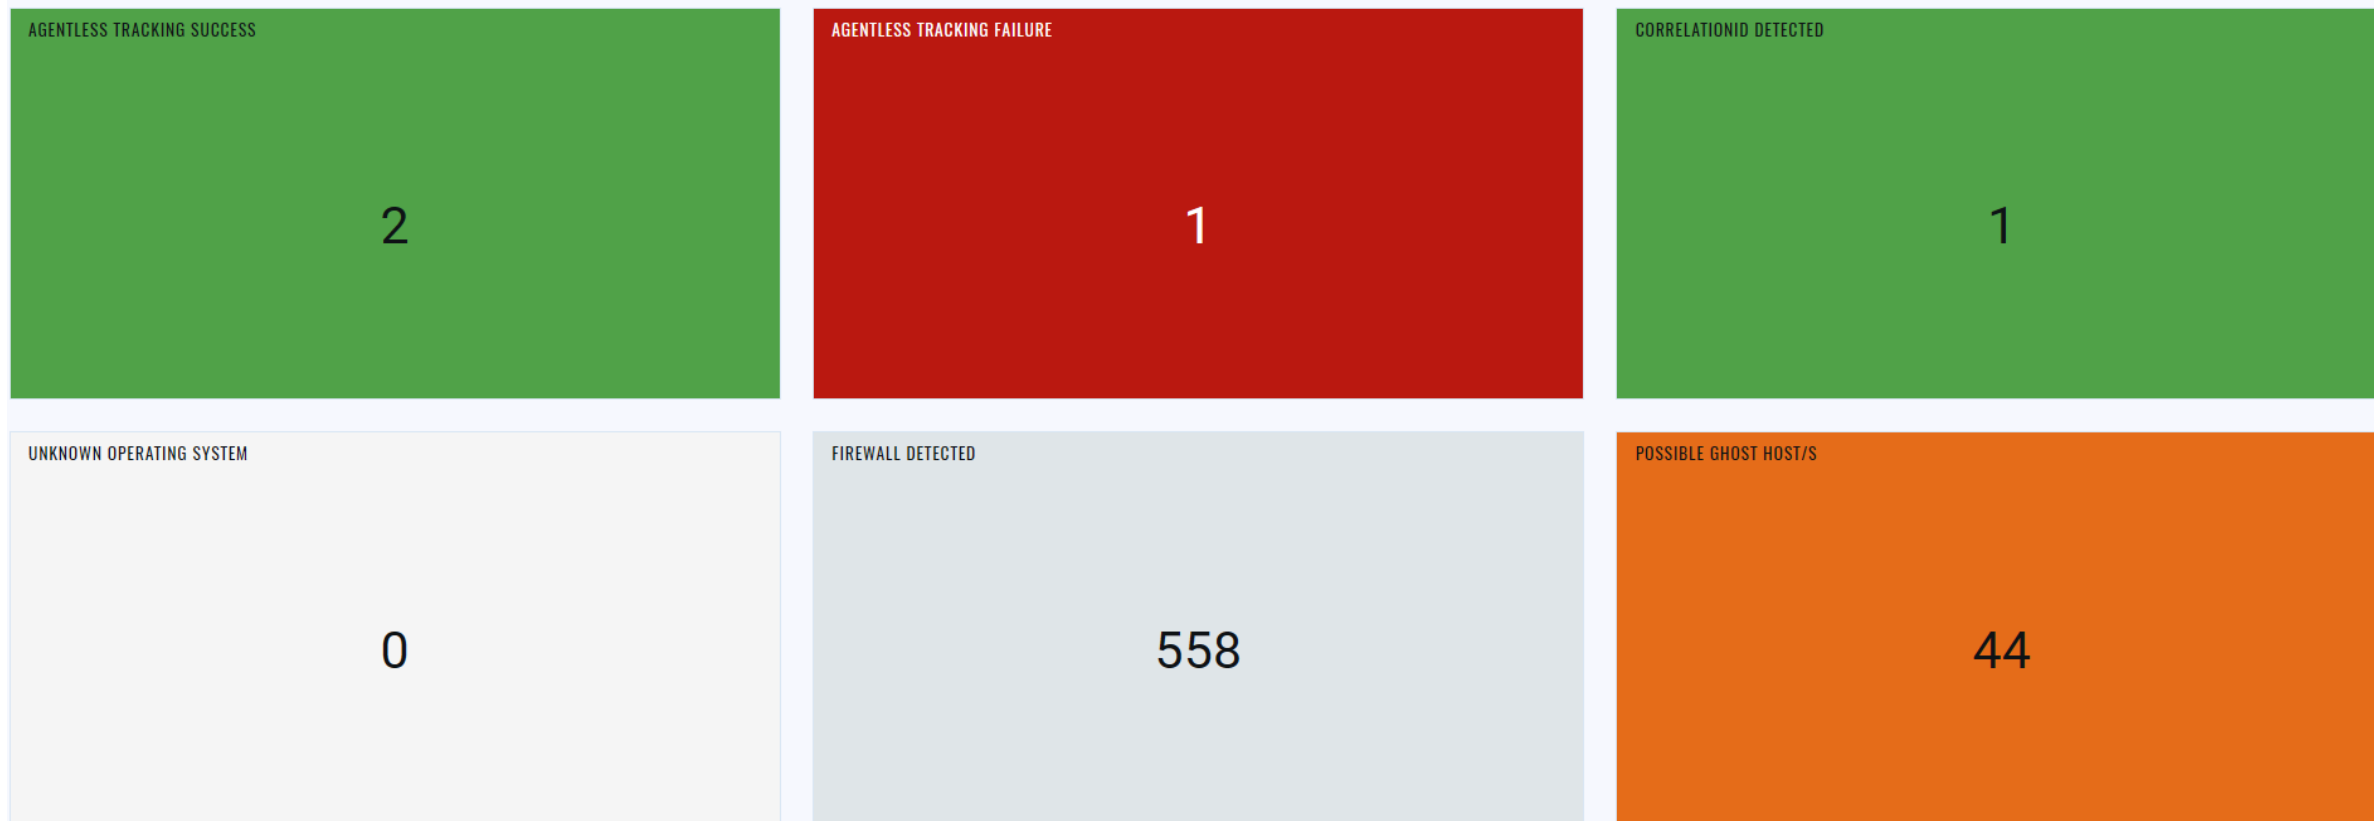 AGENTLESS TRACKING SUCCESS
2
AGENTLESS TRACKING FAILURE
1
CORRELATIONID DETECTED
1
UNKNOWN OPERATING SYSTEM
0
FIREWALL DETECTED
558
POSSIBLE GHOST HOST/S
44